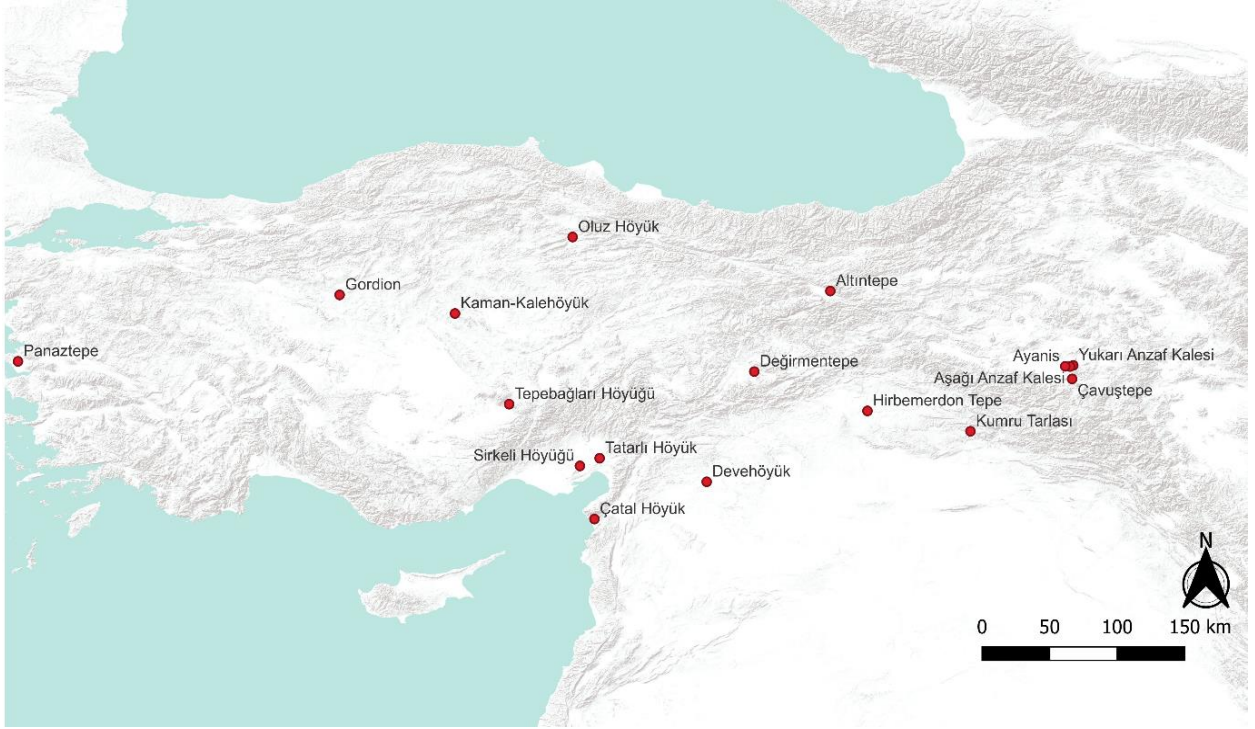 Oluz Höyük
Gordion
Altıntepe
Kaman-Kalehöyük
Panaztepe
Ayanis
Yukarı Anzaf Kalesi
Değirmentepe
Aşağı Anzaf Kalesi
Çavuştepe
Tepebağları Höyüğü
Hirbemerdon Tepe
Kumru Tarlası
Sirkeli Höyüğü
Tatarlı Höyük
Devehöyük
Çatal Höyük
N
0 50 100 150 km